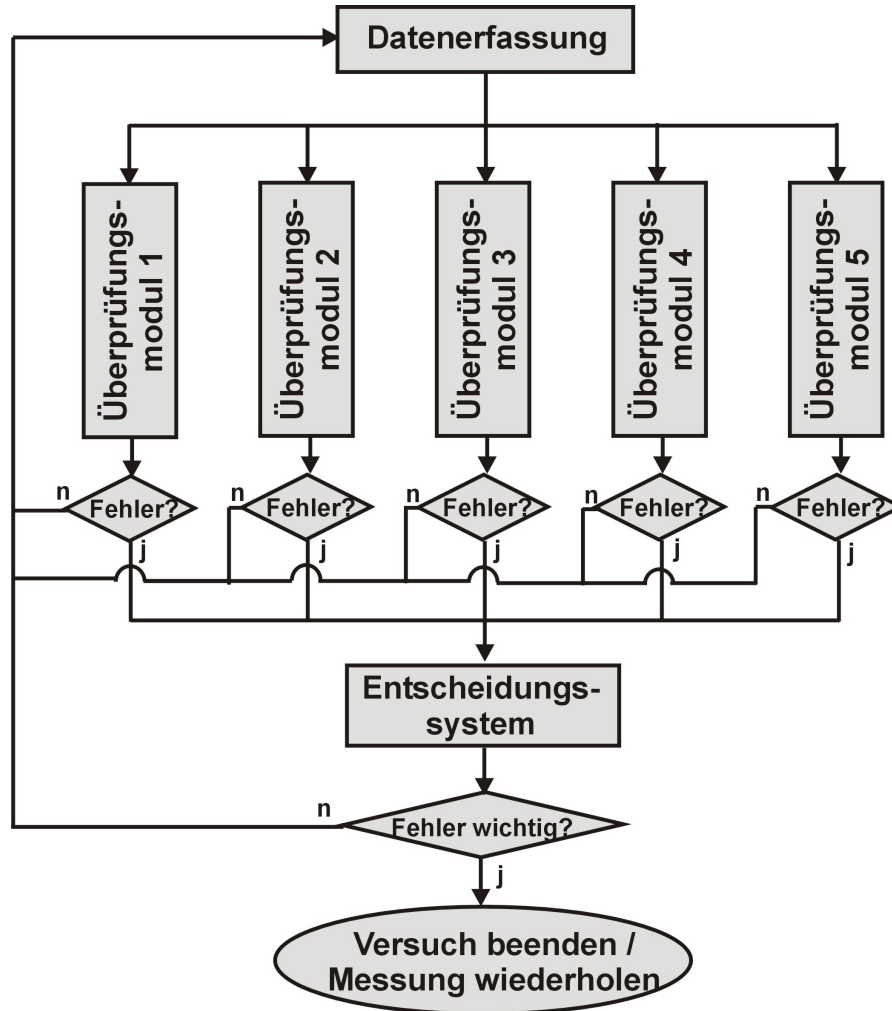 Datenerfassung
Überprüfungs-
modul 1
Überprüfungs-
modul 2
Überprüfungs-
modul 3
Überprüfungs-
modul 4
Überprüfungs-
modul 5
n
Fehler?
j
n
Fehler?
j
n
Fehler?
j
n
Fehler?
j
n
Fehler?
j
Entscheidungs-
system
n
Fehler wichtig?
j
Versuch beenden /
Messung wiederholen